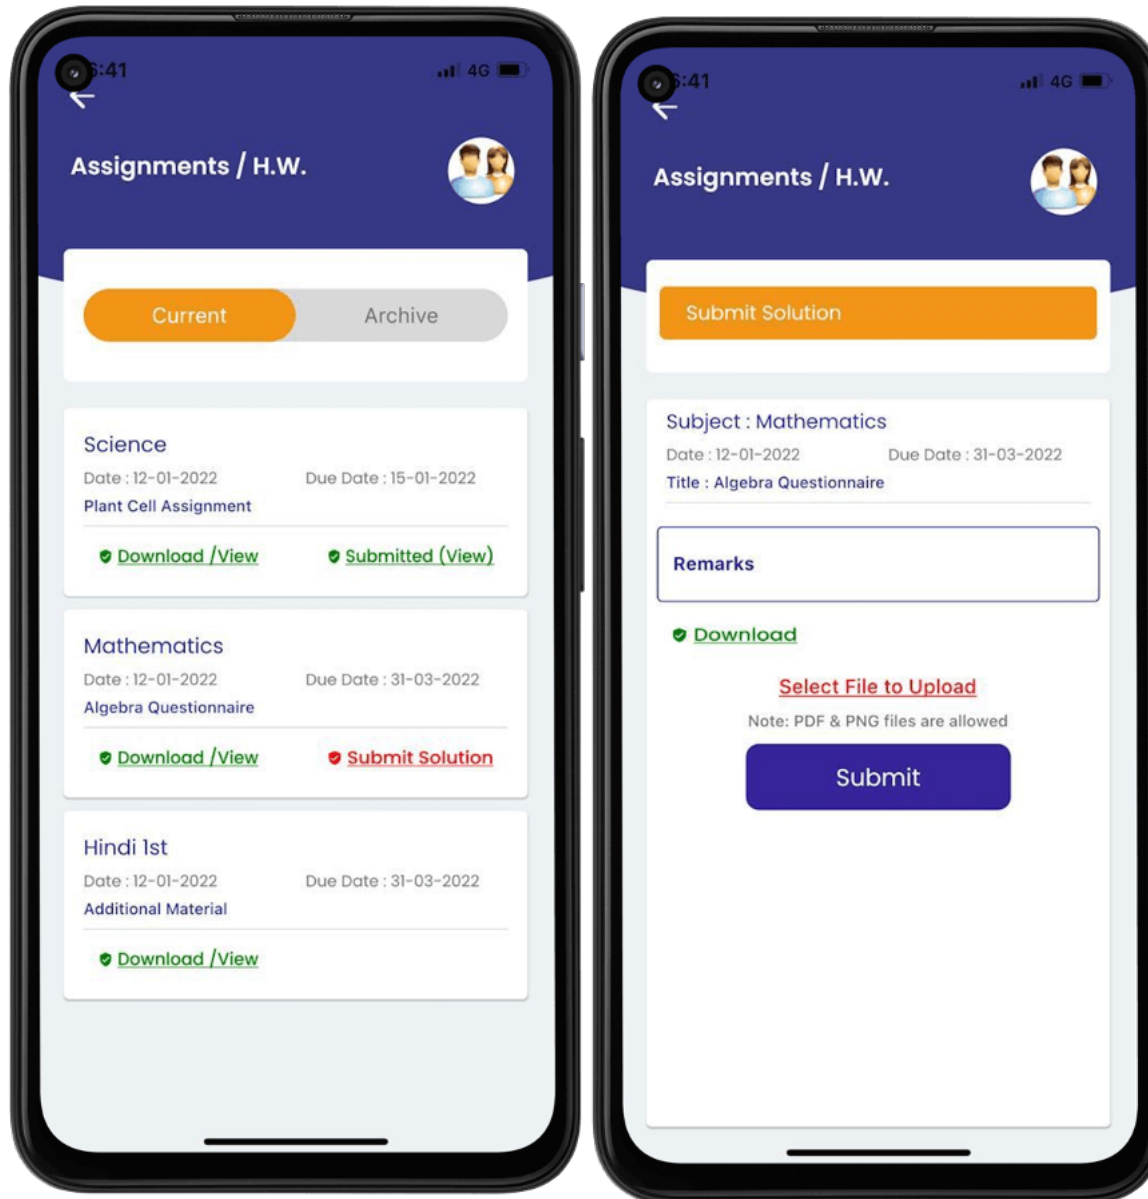 :41 4G
Assignments / H.W.
Current Archive
Science
Date : 12-01-2022 Due Date : 15-01-2022
Plant Cell Assignment
Download /View Submitted (View)
Mathematics
Date : 12-01-2022 Due Date : 31-03-2022
Algebra Questionnaire
Download /View Submit Solution
Hindi 1st
Date : 12-01-2022 Due Date : 31-03-2022
Additional Material
Download /View
:41 4G
Assignments / H.W.
Submit Solution
Subject : Mathematics
Date : 12-01-2022 Due Date : 31-03-2022
Title : Algebra Questionnaire
Remarks
Download
Select File to Upload
Note: PDF & PNG files are allowed
Submit